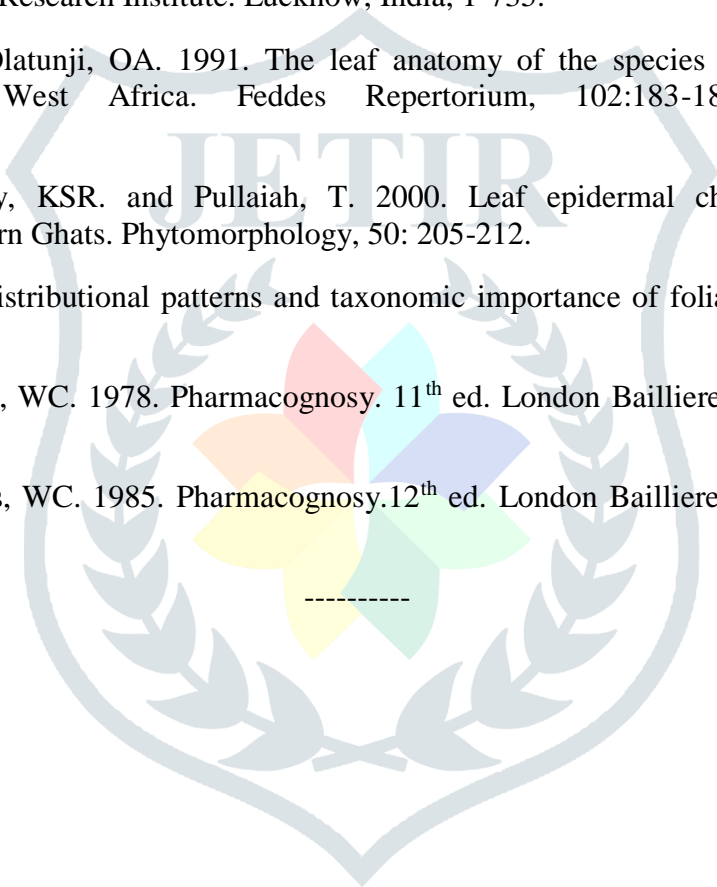 Research Institute. Lucknow, India, 1-735.
Olatunji, OA. 1991. The leaf anatomy of the species
West Africa. Feddes Repertorium, 102:183-18
JETIR
y, KSR. and Pullaiah, T. 2000. Leaf epidermal ch
rn Ghats. Phytomorphology, 50: 205-212.
istributional patterns and taxonomic importance of folia
, WC. 1978. Pharmacognosy. 11th ed. London Bailliere
s, WC. 1985. Pharmacognosy.12th ed. London Bailliere
----------